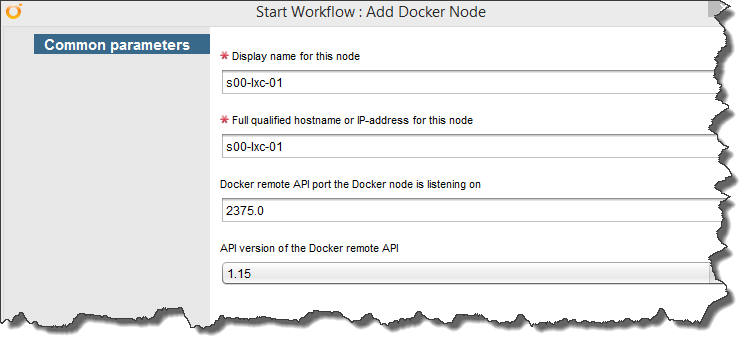 Start Workflow : Add Docker Node
Common parameters
* Display name for this node
s00-lxc-01
* Full qualified hostname or IP-address for this node
s00-lxc-01
Docker remote API port the Docker node is listening on
2375.0
API version of the Docker remote API
1.15